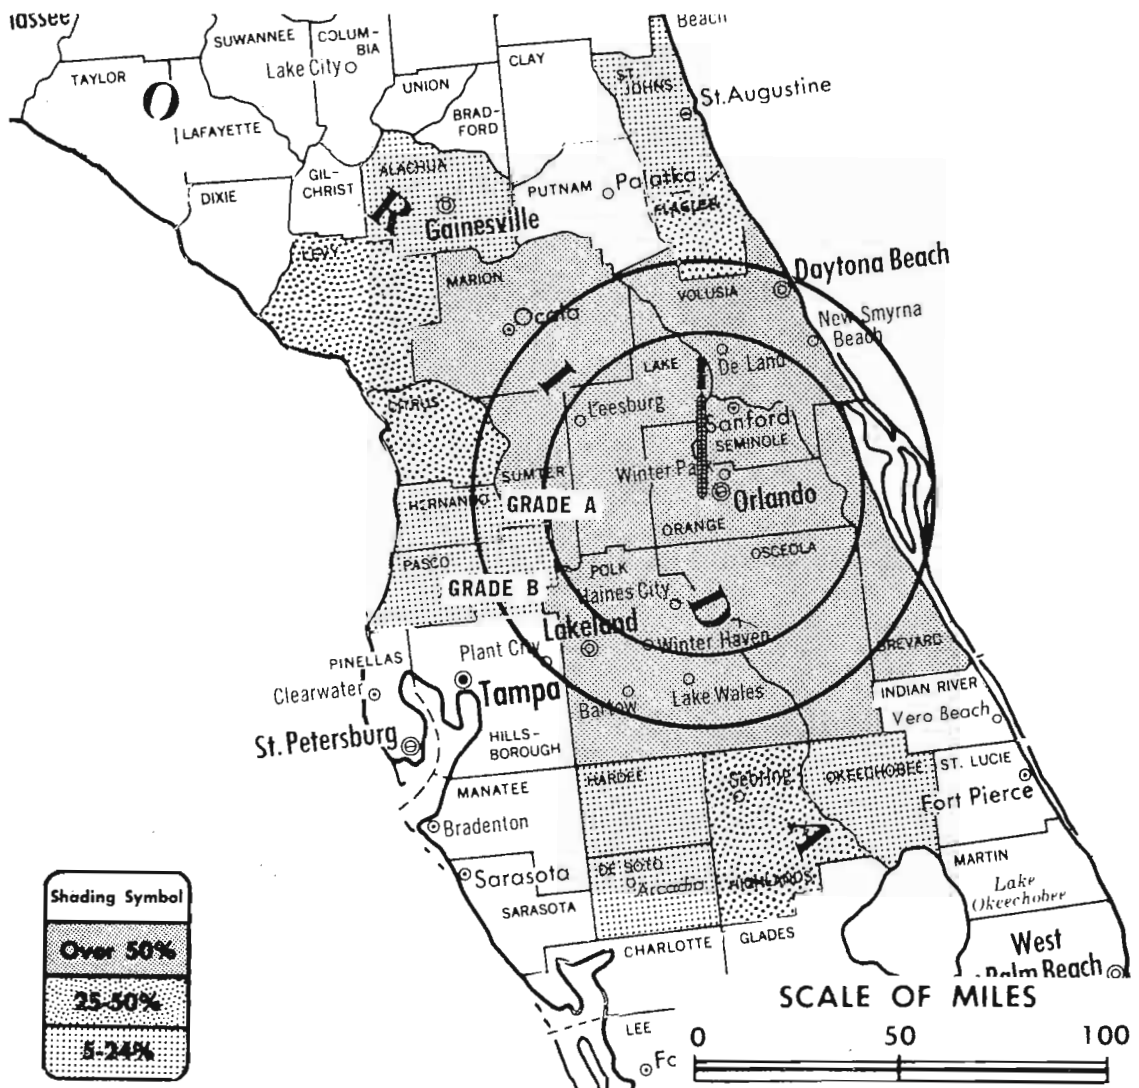 lassee
Beach
SUWANNEE
COLUM-
BIA
Lake City
TAYLOR
CLAY
UNION
ST.
JOHNS
St. Augustine
O
LAFAYETTE
BRAD-
FORD
GIL-
CHRIST
ALACHUA
DIXIE
PUTNAM
Palatka
FLAGLER
R
Gainesville
LEVY
MARION
VOLUSIA
Daytona Beach
Ocala
New Smyrna
Beach
LAKE
De Land
I
CITRUS
Leesburg
Sanford
SEMINOLE
SUMTER
Winter Park
HERNANDO
GRADE A
Orlando
ORANGE
OSCEOLA
PASCO
POLK
GRADE B
Haines City
D
Lakeland
Winter Haven
Plant City
BREVARD
PINELLAS
Clearwater
Tampa
Bartow
Lake Wales
INDIAN RIVER
Vero Beach
St. Petersburg
HILLS-
BOROUGH
HARDEE
Sebring
OKEECHOBEE
ST. LUCIE
MANATEE
Fort Pierce
Bradenton
A
DE SOTO
Arcadia
HIGHLANDS
MARTIN
Sarasota
Lake
Okeechobee
SARASOTA
CHARLOTTE
GLADES
West
Palm Beach
LEE
Fo
Shading Symbol
Over 50%
25-50%
5-24%
SCALE OF MILES
0 50 100